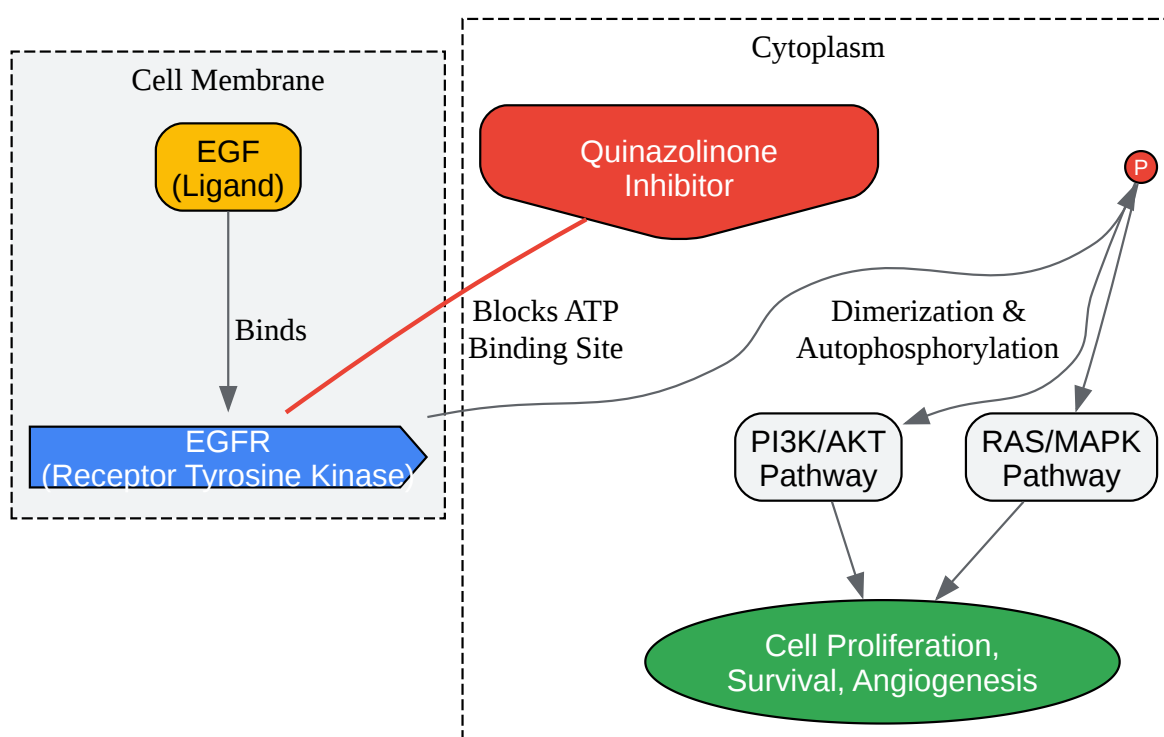 Cytoplasm
Cell Membrane
EGF
(Ligand)
Quinazolinone
Inhibitor
P
Binds
Blocks ATP
Binding Site
Dimerization &
Autophosphorylation
EGFR
(Receptor Tyrosine Kinase)
PI3K/AKT
Pathway
RAS/MAPK
Pathway
Cell Proliferation,
Survival, Angiogenesis